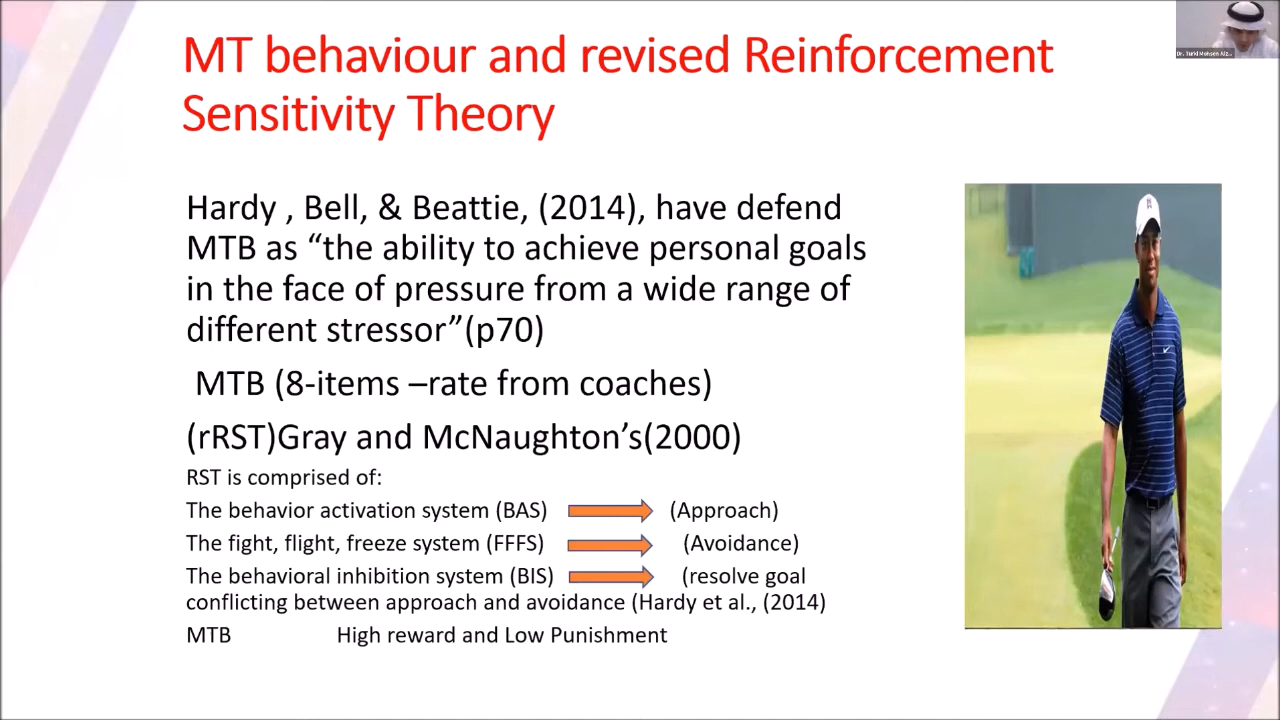 MT behaviour and revised Reinforcement
Sensitivity Theory
Dr. Turki Mohsen Alz...
Hardy , Bell, & Beattie, (2014), have defend
MTB as “the ability to achieve personal goals
in the face of pressure from a wide range of
different stressor”(p70)
MTB (8-items –rate from coaches)
(rRST)Gray and McNaughton’s(2000)
RST is comprised of:
The behavior activation system (BAS) (Approach)
The fight, flight, freeze system (FFFS) (Avoidance)
The behavioral inhibition system (BIS) (resolve goal
conflicting between approach and avoidance (Hardy et al., (2014)
MTB High reward and Low Punishment